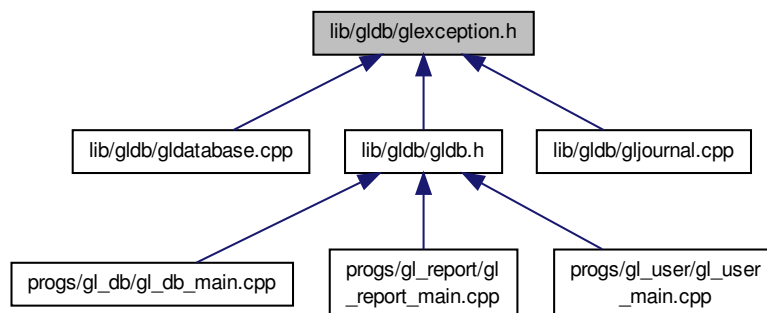 lib/gldb/glexception.h
lib/gldb/gldatabase.cpp
lib/gldb/gldb.h
lib/gldb/gljournal.cpp
progs/gl_db/gl_db_main.cpp
progs/gl_report/gl
_report_main.cpp
progs/gl_user/gl_user
_main.cpp